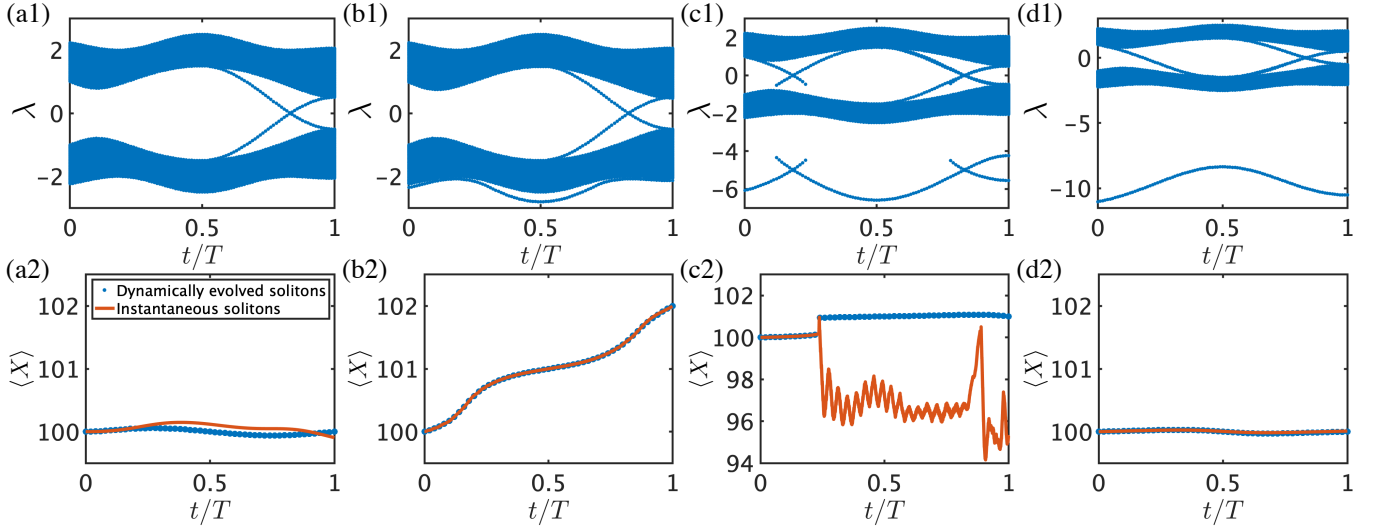 (a1) (b1) (c1) (d1)
λ 2 0 −2
0 0.5 1
t/T
λ 2 0 −2
0 0.5 1
t/T
λ 2 0 −2 −4 −6
0 0.5 1
t/T
λ 0 −5 −10
0 0.5 1
t/T
(a2) (b2) (c2) (d2)
⟨X⟩ 102 101 100
Dynamically evolved solitons
Instantaneous solitons
0 0.5 1
t/T
⟨X⟩ 102 101 100
0 0.5 1
t/T
⟨X⟩ 102 100 98 96 94
0 0.5 1
t/T
⟨X⟩ 102 101 100
0 0.5 1
t/T